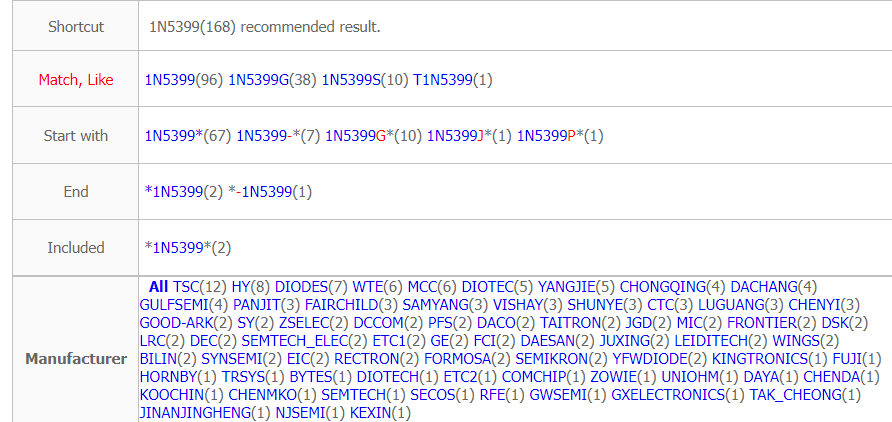 Shortcut 1N5399(168) recommended result.
Match, Like 1N5399(96) 1N5399G(38) 1N5399S(10) T1N5399(1)
Start with 1N5399*(67) 1N5399-*(7) 1N5399G*(10) 1N5399J*(1) 1N5399P*(1)
End *1N5399(2) *-1N5399(1)
Included *1N5399*(2)
All TSC(12) HY(8) DIODES(7) WTE(6) MCC(6) DIOTEC(5) YANGJIE(5) CHONGQING(4) DACHANG(4)
GULFSEMI(4) PANJIT(3) FAIRCHILD(3) SAMYANG(3) VISHAY(3) SHUNYE(3) CTC(3) LUGUANG(3) CHENYI(3)
GOOD-ARK(2) SY(2) ZSELEC(2) DCCOM(2) PFS(2) DACO(2) TAITRON(2) JGD(2) MIC(2) FRONTIER(2) DSK(2)
LRC(2) DEC(2) SEMTECH_ELEC(2) ETC1(2) GE(2) FCI(2) DAESAN(2) JUXING(2) LEIDITECH(2) WINGS(2)
Manufacturer BILIN(2) SYNSEMI(2) EIC(2) RECTRON(2) FORMOSA(2) SEMIKRON(2) YFWDIODE(2) KINGTRONICS(1) FUJI(1)
HORNBY(1) TRSYS(1) BYTES(1) DIOTECH(1) ETC2(1) COMCHIP(1) ZOWIE(1) UNIOHM(1) DAYA(1) CHENDA(1)
KOOCHIN(1) CHENMKO(1) SEMTECH(1) SECOS(1) RFE(1) GWSEMI(1) GXELECTRONICS(1) TAK_CHEONG(1)
JINANJINGHENG(1) NJSEMI(1) KEXIN(1)